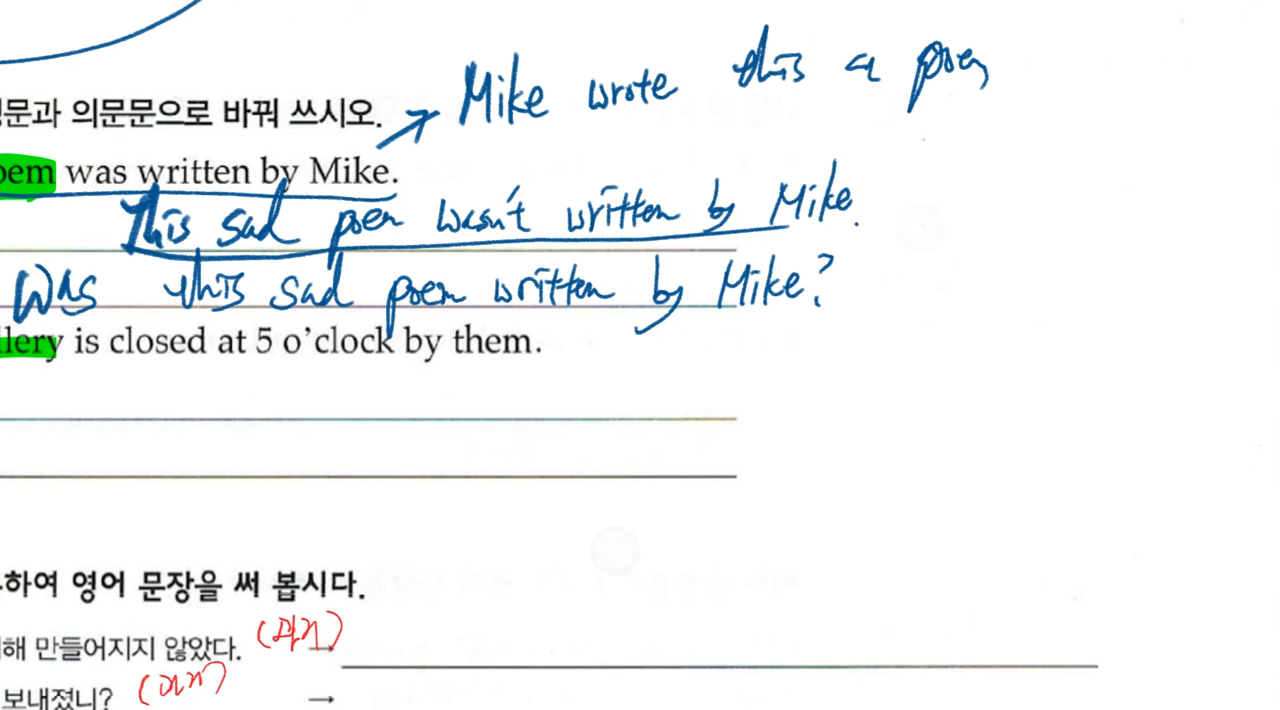 Mike wrote this a poem
문과 의문문으로 바꿔 쓰시오.
poem was written by Mike.
This sad poem wasn't written by Mike.
Was this sad poem written by Mike?
llery is closed at 5 o'clock by them.
하여 영어 문장을 써 봅시다.
해 만들어지지 않았다. (과거) →
보내졌니? →